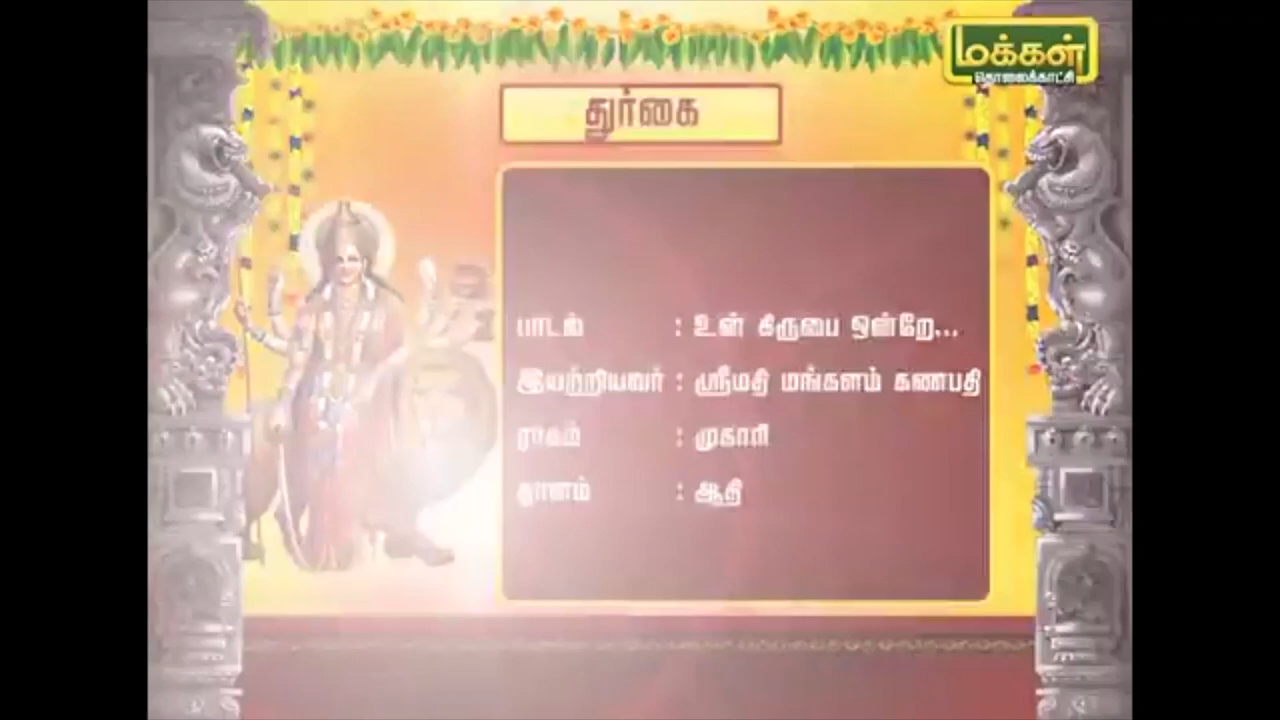 மக்கள்
தொலைக்காட்சி
துர்கை
பாடல் : உன் கிருபை ஒன்றே...
இயற்றியவர் : ஸ்ரீமதி மங்களம் கணபதி
ராகம் : முகாரி
தாளம் : ஆதி